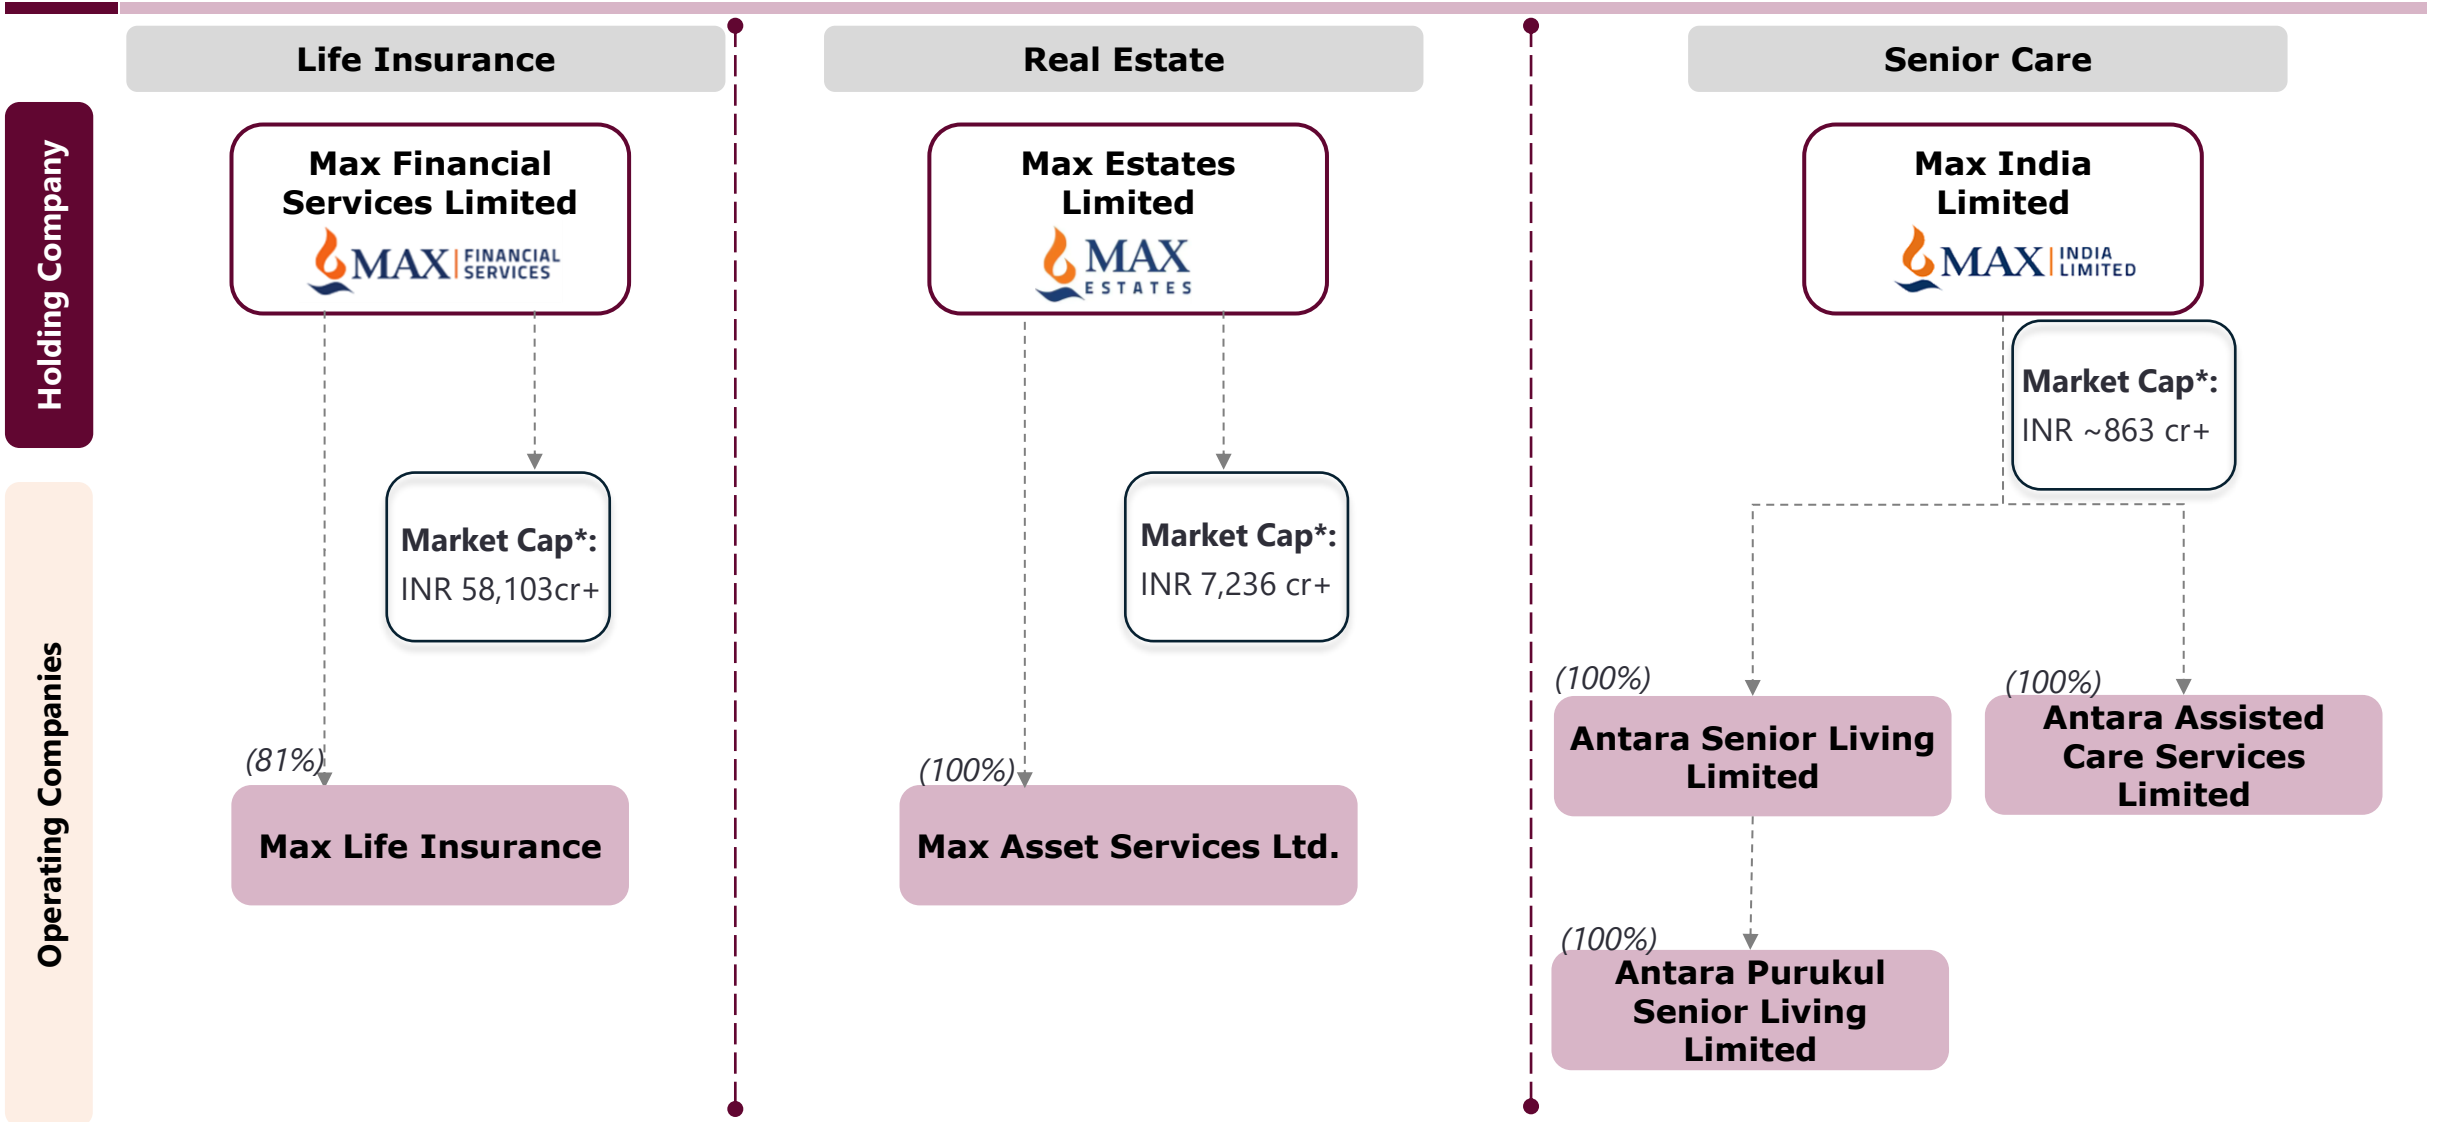 Life Insurance
Real Estate
Senior Care
Holding Company
Max Financial
Services Limited
MAX FINANCIAL
SERVICES
Max Estates
Limited
MAX
ESTATES
Max India
Limited
MAX INDIA
LIMITED
Market Cap*:
INR ~863 cr+
Market Cap*:
INR 58,103cr+
Market Cap*:
INR 7,236 cr+
Operating Companies
(81%)
Max Life Insurance
(100%)
Max Asset Services Ltd.
(100%)
Antara Senior Living
Limited
(100%)
Antara Assisted
Care Services
Limited
(100%)
Antara Purukul
Senior Living
Limited